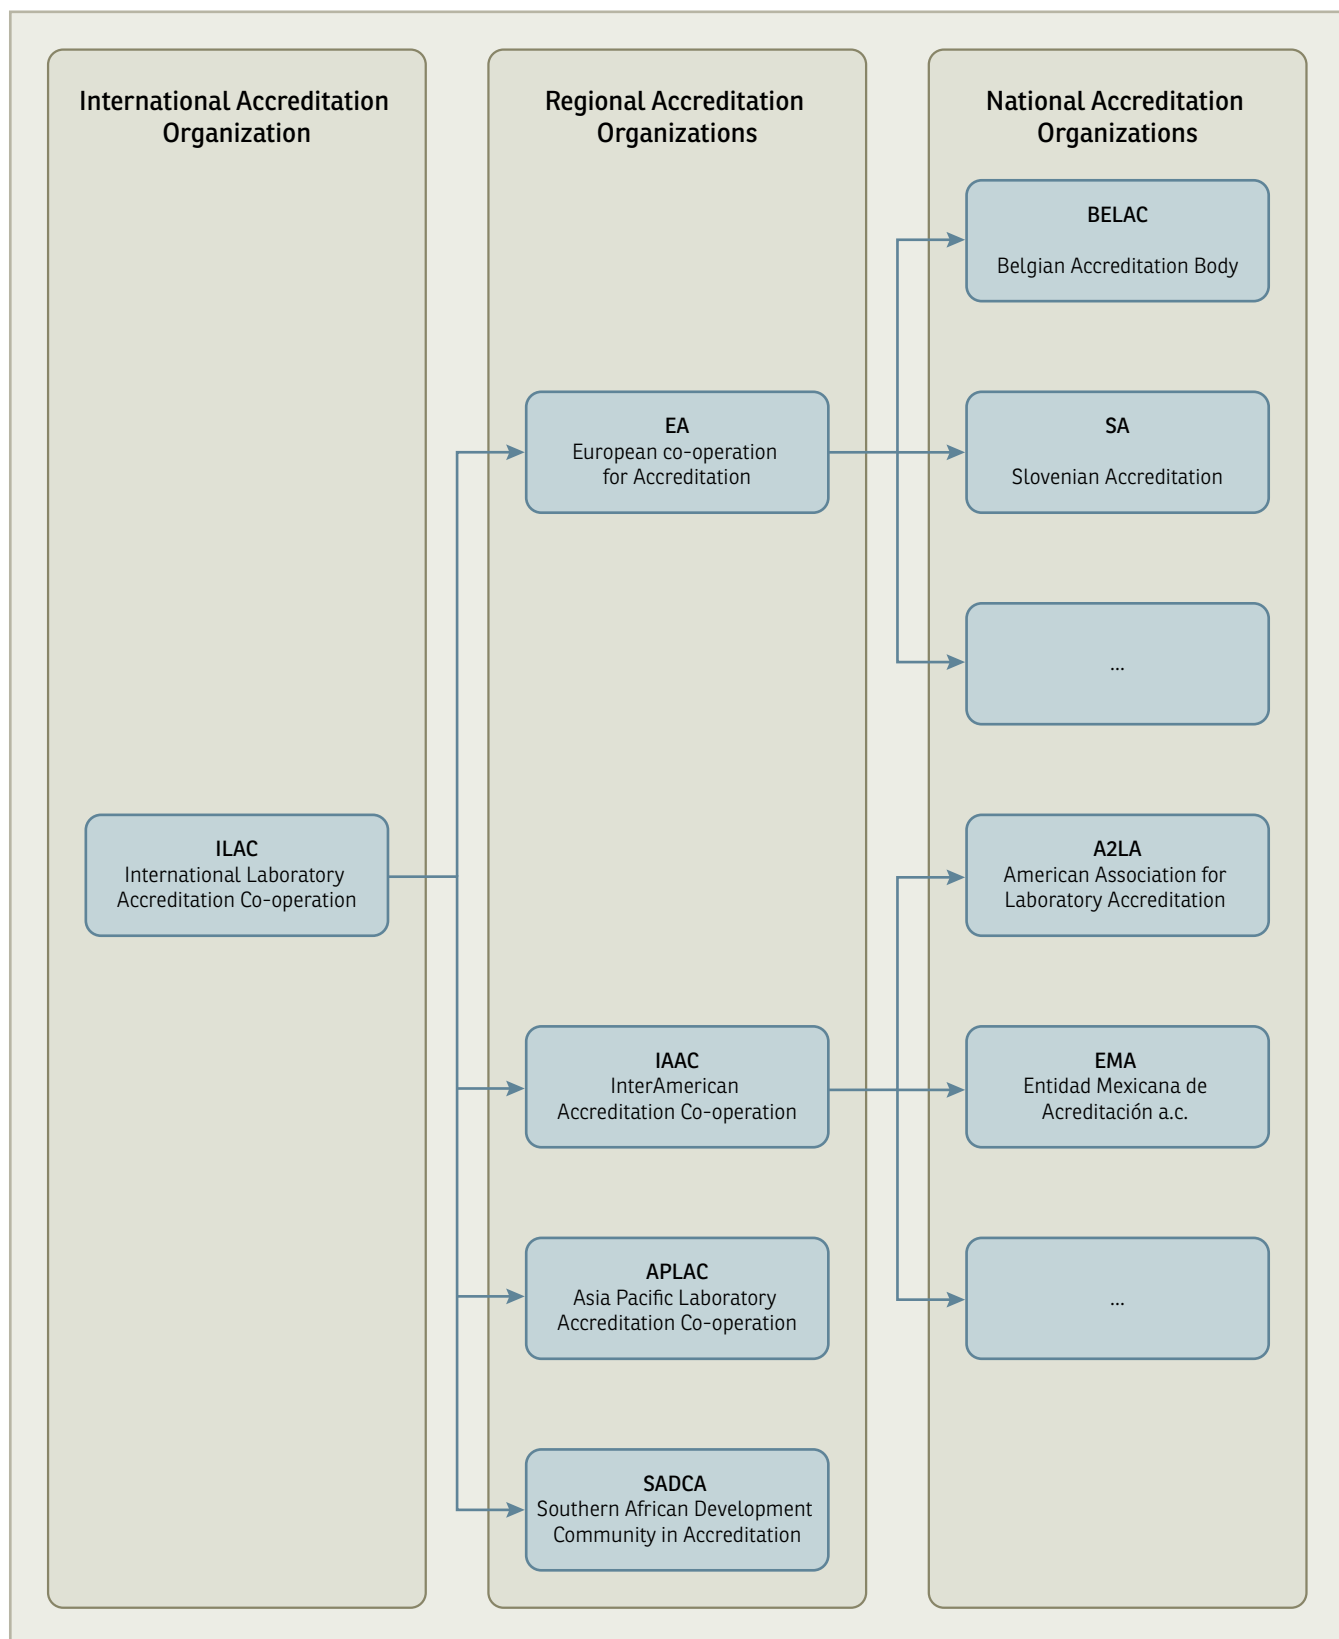 International Accreditation
Organization
Regional Accreditation
Organizations
National Accreditation
Organizations
BELAC
Belgian Accreditation Body
EA
European co-operation
for Accreditation
SA
Slovenian Accreditation
...
ILAC
International Laboratory
Accreditation Co-operation
A2LA
American Association for
Laboratory Accreditation
IAAC
InterAmerican
Accreditation Co-operation
EMA
Entidad Mexicana de
Acreditación a.c.
APLAC
Asia Pacific Laboratory
Accreditation Co-operation
...
SADCA
Southern African Development
Community in Accreditation